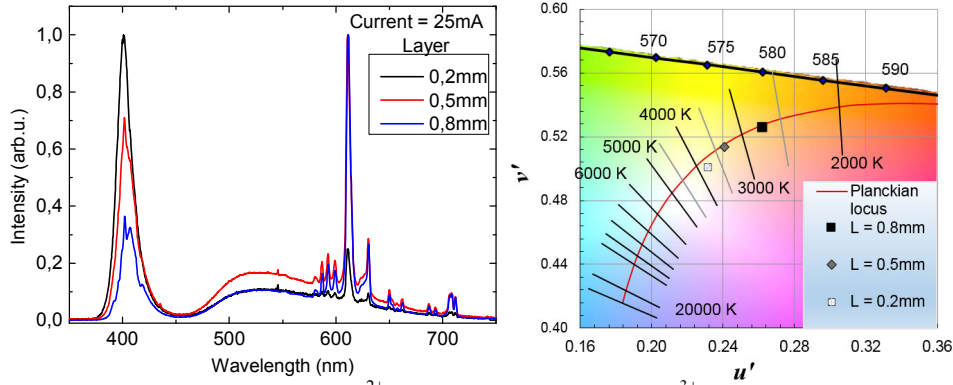 Current = 25mA
Layer
0,2mm
0,5mm
0,8mm
1,0
0,8
0,6
0,4
0,2
0,0
Intensity (arb.u.)
400
500
600
700
Wavelength (nm)
0.60
0.56
0.52
0.48
0.44
0.40
v'
570
575
580
585
590
4000 K
5000 K
6000 K
3000 K
2000 K
20000 K
Planckian
locus
L = 0.8mm
L = 0.5mm
L = 0.2mm
0.16
0.20
0.24
0.28
0.32
0.36
u'
2+
3+